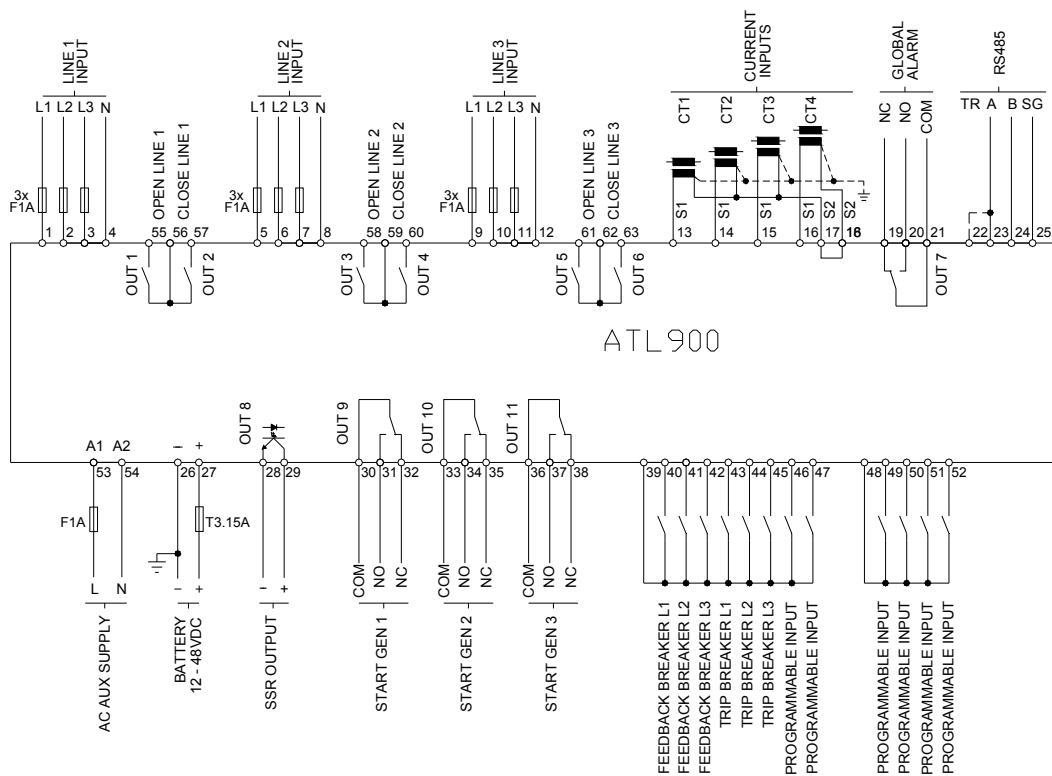 LINE 1
INPUT
L1 L2 L3 N
3x
F1A
OPEN LINE 1
CLOSE LINE 1
LINE 2
INPUT
L1 L2 L3 N
3x
F1A
OPEN LINE 2
CLOSE LINE 2
LINE 3
INPUT
L1 L2 L3 N
3x
F1A
OPEN LINE 3
CLOSE LINE 3
CURRENT
INPUTS
CT1 CT2 CT3 CT4
S1 S1 S1 S1 S2 S2
GLOBAL
ALARM
NC NO COM
RS485
TR A B SG
1 2 3 4 55 56 57 5 6 7 8 58 59 60 9 10 11 12 61 62 63 13 14 15 16 17 18 19 20 21 22 23 24 25
OUT 1
OUT 2
OUT 3
OUT 4
OUT 5
OUT 6
OUT 7
ATL900
OUT 8
OUT 9
OUT 10
OUT 11
A1 A2 - +
53 54 26 27 28 29 30 31 32 33 34 35 36 37 38 39 40 41 42 43 44 45 46 47 48 49 50 51 52
F1A
T3.15A
L N - + - +
COM NO NC
COM NO NC
COM NO NC
AC AUX SUPPLY
BATTERY
12 - 48VDC
SSR OUTPUT
START GEN 1
START GEN 2
START GEN 3
FEEDBACK BREAKER L1
FEEDBACK BREAKER L2
FEEDBACK BREAKER L3
TRIP BREAKER L1
TRIP BREAKER L2
TRIP BREAKER L3
PROGRAMMABLE INPUT
PROGRAMMABLE INPUT
PROGRAMMABLE INPUT
PROGRAMMABLE INPUT
PROGRAMMABLE INPUT
PROGRAMMABLE INPUT